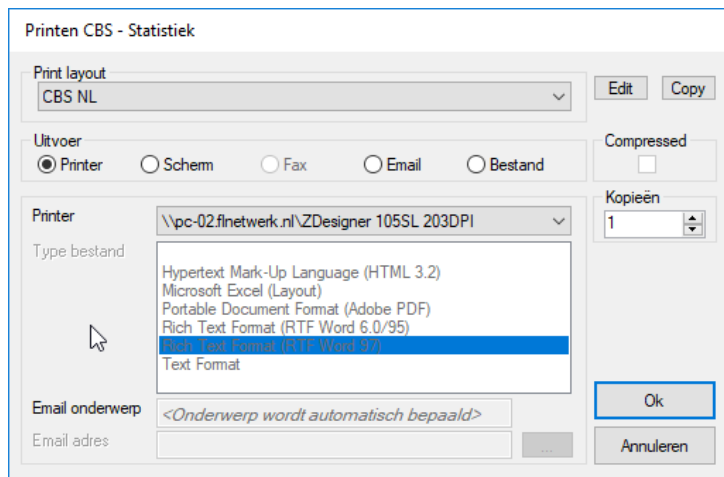 Printen CBS - Statistiek
Print layout
CBS NL
Edit
Copy
Uitvoer
Printer
Scherm
Fax
Email
Bestand
Compressed
Kopieën
1
Printer
\\pc-02.flnetwerk.nl\ZDesigner 105SL 203DPI
Type bestand
Hypertext Mark-Up Language (HTML 3.2)
Microsoft Excel (Layout)
Portable Document Format (Adobe PDF)
Rich Text Format (RTF Word 6.0/95)
Rich Text Format (RTF Word 97)
Text Format
Email onderwerp
<Onderwerp wordt automatisch bepaald>
Email adres
...
Ok
Annuleren